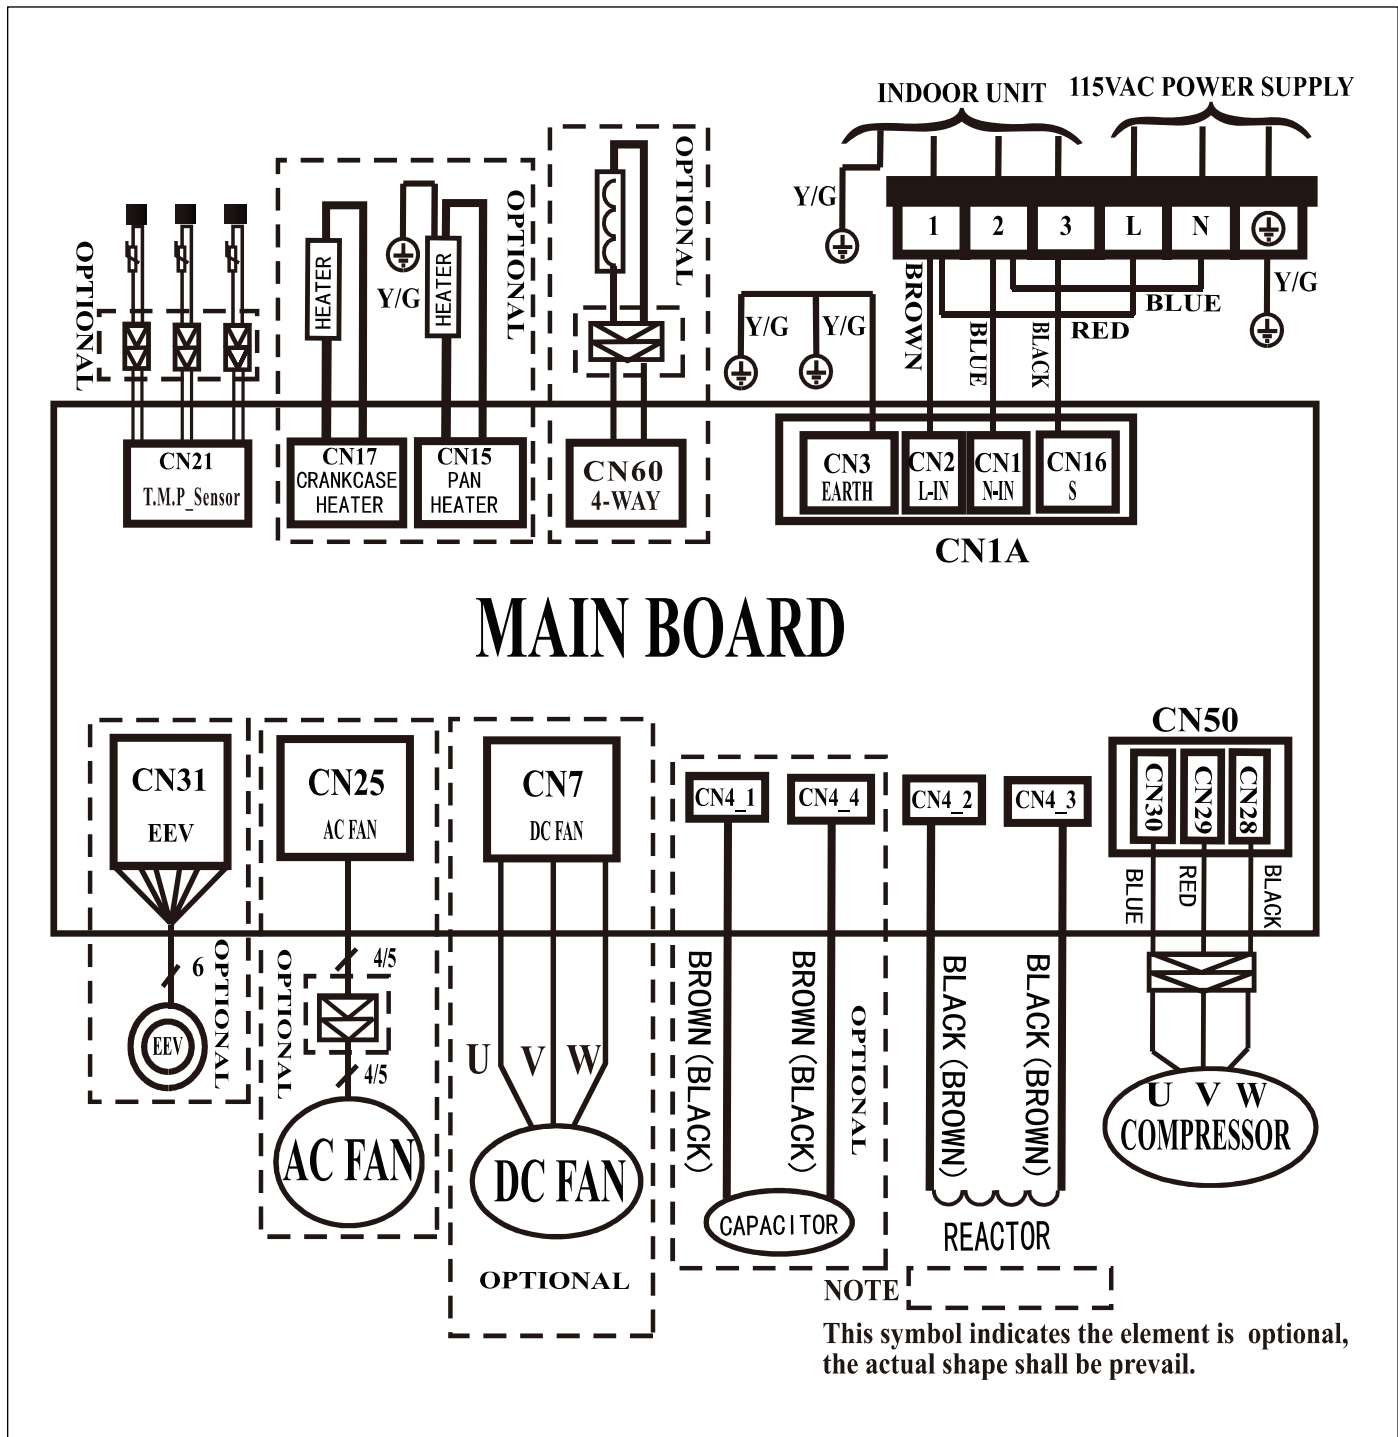 INDOOR UNIT
115VAC POWER SUPPLY
OPTIONAL
OPTIONAL
OPTIONAL
Y/G
1
2
3
L
N
HEATER
Y/G
HEATER
BROWN
BLUE
BLACK
RED
BLUE
Y/G
Y/G
Y/G
CN21
T.M.P_Sensor
CN17
CRANKCASE
HEATER
CN15
PAN
HEATER
CN60
4-WAY
CN3
EARTH
CN2
L-IN
CN1
N-IN
CN16
S
CN1A
MAIN BOARD
CN31
EEV
CN25
AC FAN
CN7
DC FAN
CN4_1
CN4_4
CN4_2
CN4_3
CN50
CN30
CN29
CN28
BLUE
RED
BLACK
6
OPTIONAL
EEV
OPTIONAL
4/5
4/5
AC FAN
U
V
W
DC FAN
OPTIONAL
BROWN(BLACK)
BROWN(BLACK)
OPTIONAL
CAPACITOR
BLACK(BROWN)
BLACK(BROWN)
REACTOR
U V W
COMPRESSOR
NOTE
This symbol indicates the element is optional,
the actual shape shall be prevail.